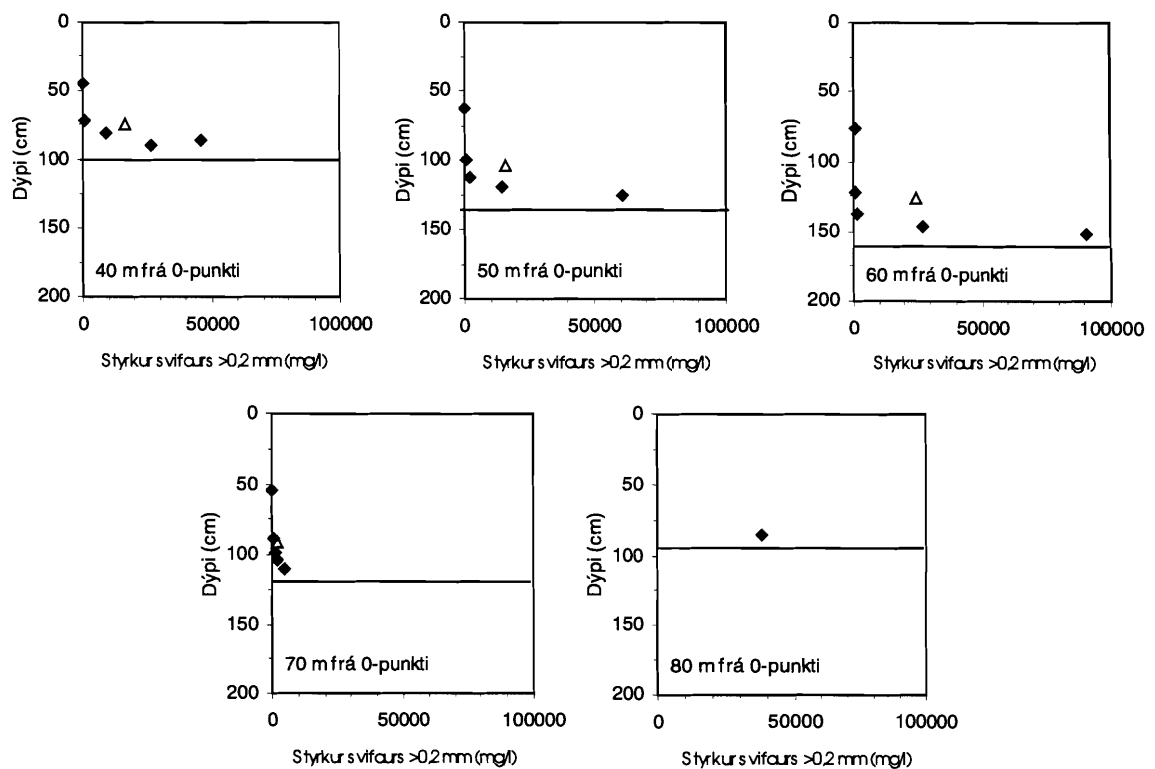 0
50
100
150
200
Dýpi (cm)
40 m frá 0-punkti
0 50000 100000
Styrkur svifaurs >0,2 mm (mg/l)
0
50
100
150
200
Dýpi (cm)
50 m frá 0-punkti
0 50000 100000
Styrkur svifaurs >0,2 mm (mg/l)
0
50
100
150
200
Dýpi (cm)
60 m frá 0-punkti
0 50000 100000
Styrkur svifaurs >0,2 mm (mg/l)
0
50
100
150
200
Dýpi (cm)
70 m frá 0-punkti
0 50000 100000
Styrkur svifaurs >0,2 mm (mg/l)
0
50
100
150
200
Dýpi (cm)
80 m frá 0-punkti
0 50000 100000
Styrkur svifaurs >0,2 mm (mg/l)